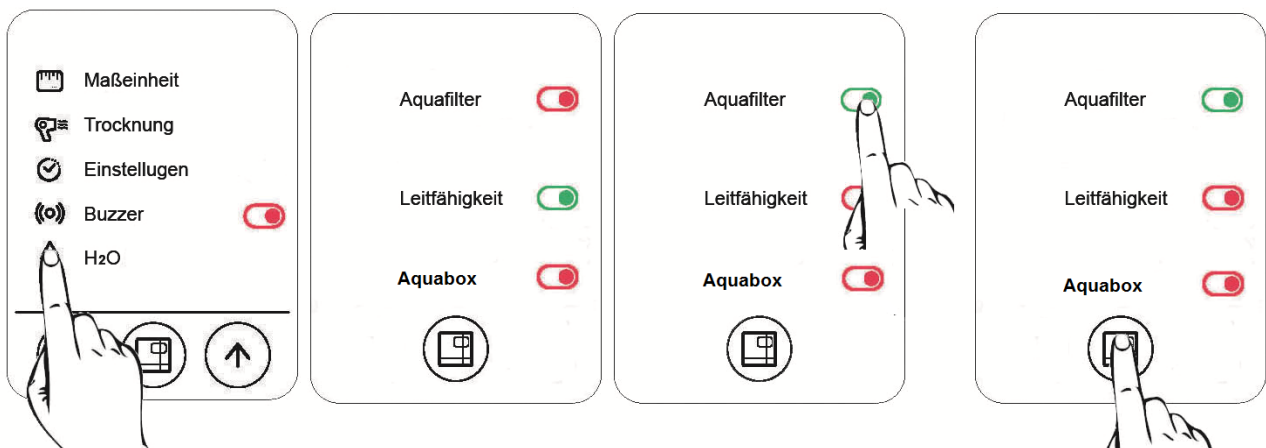 Maßeinheit
Trocknung
Einstellugen
Buzzer
H₂O
Aquafilter
Leitfähigkeit
Aquabox
Aquafilter
Leitfähigkeit
Aquabox
Aquafilter
Leitfähigkeit
Aquabox